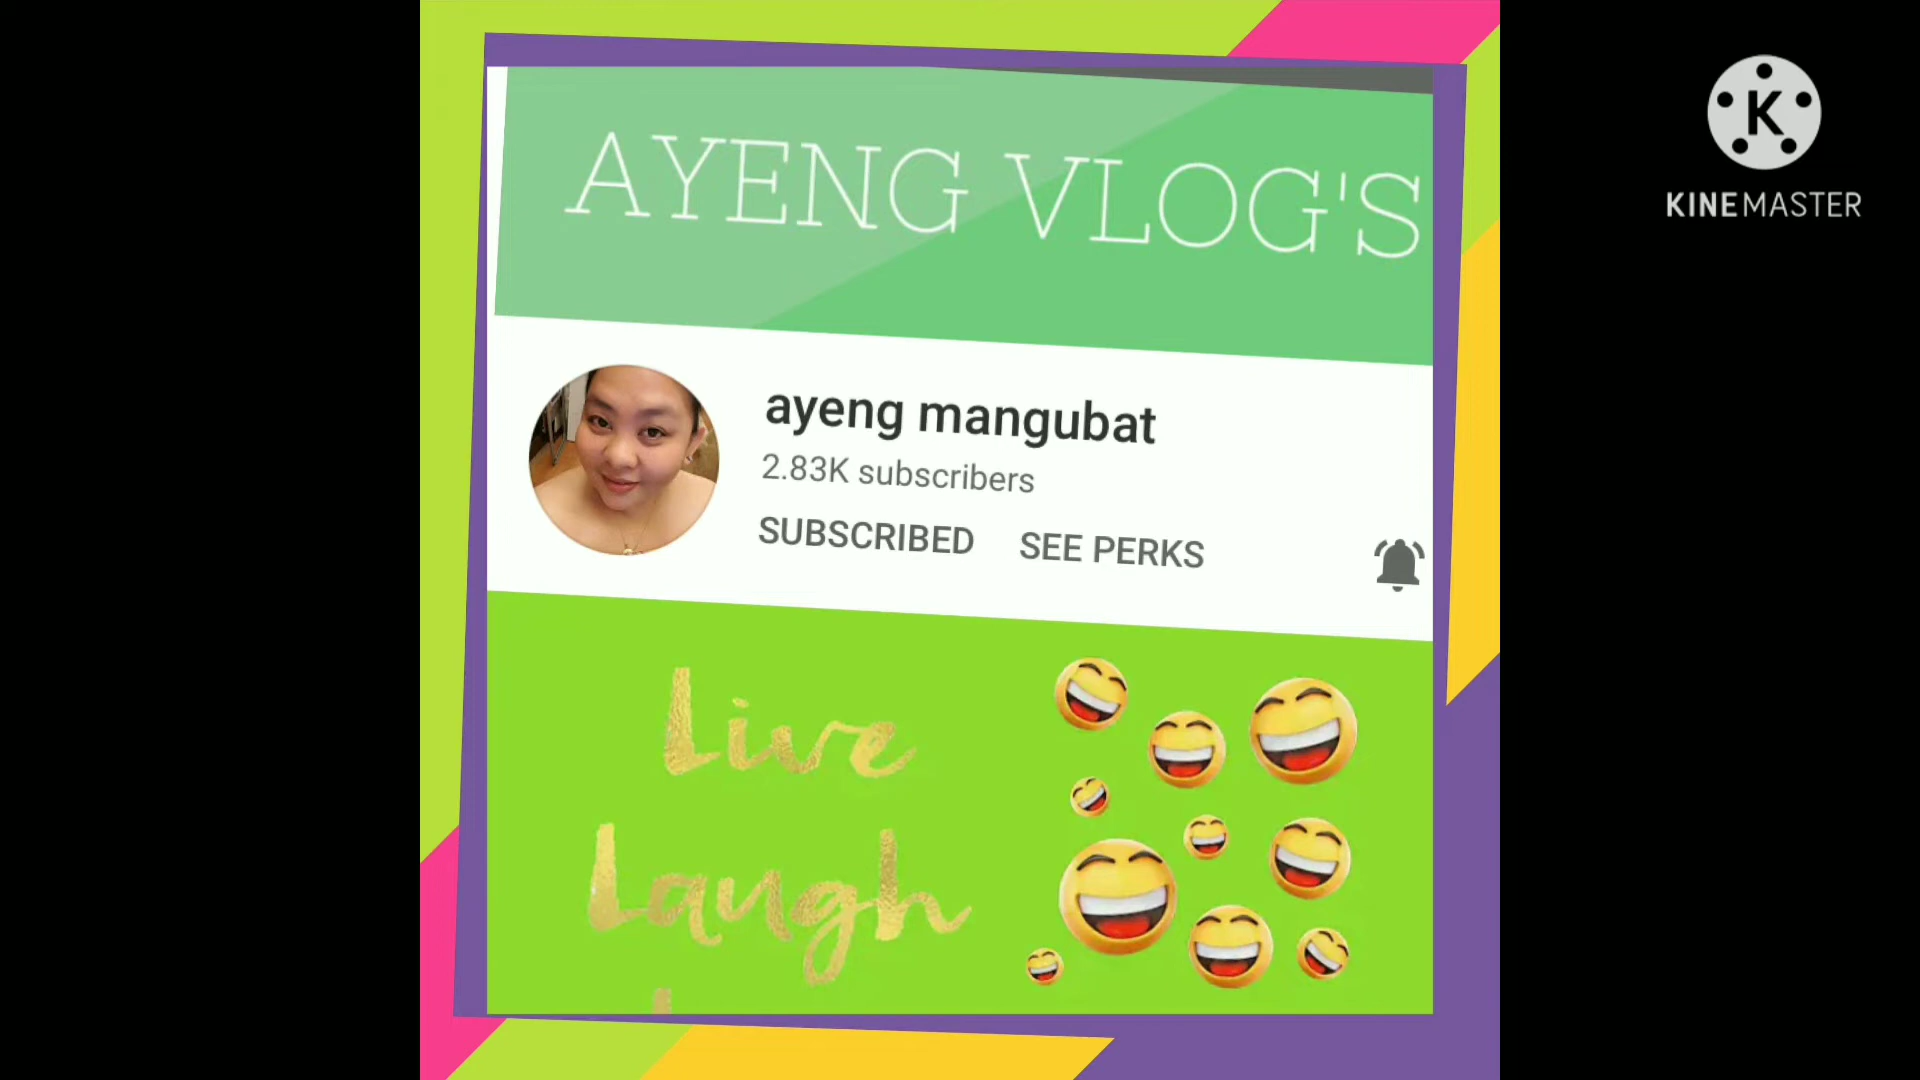 AYENG VLOG'S
K
KINEMASTER
ayeng mangubat
2.83K subscribers
SUBSCRIBED SEE PERKS
Live
Laugh